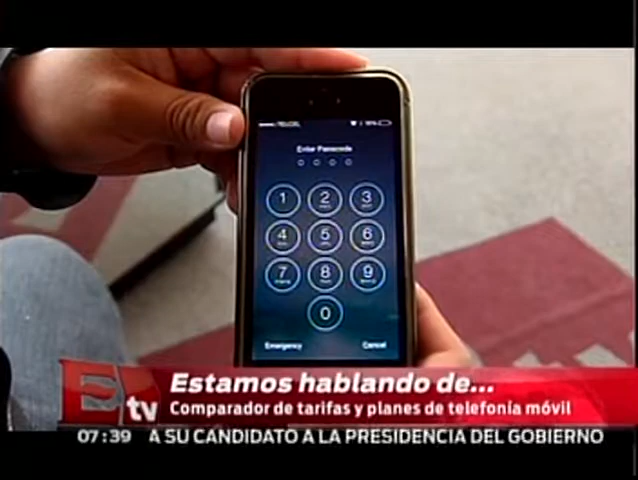 TELCEL
Enter Passcode
1
2
3
4
5
6
7
8
9
0
Emergency
Cancel
Estamos hablando de...
Comparador de tarifas y planes de telefonía móvil
E tv
07:39 A SU CANDIDATO A LA PRESIDENCIA DEL GOBIERNO